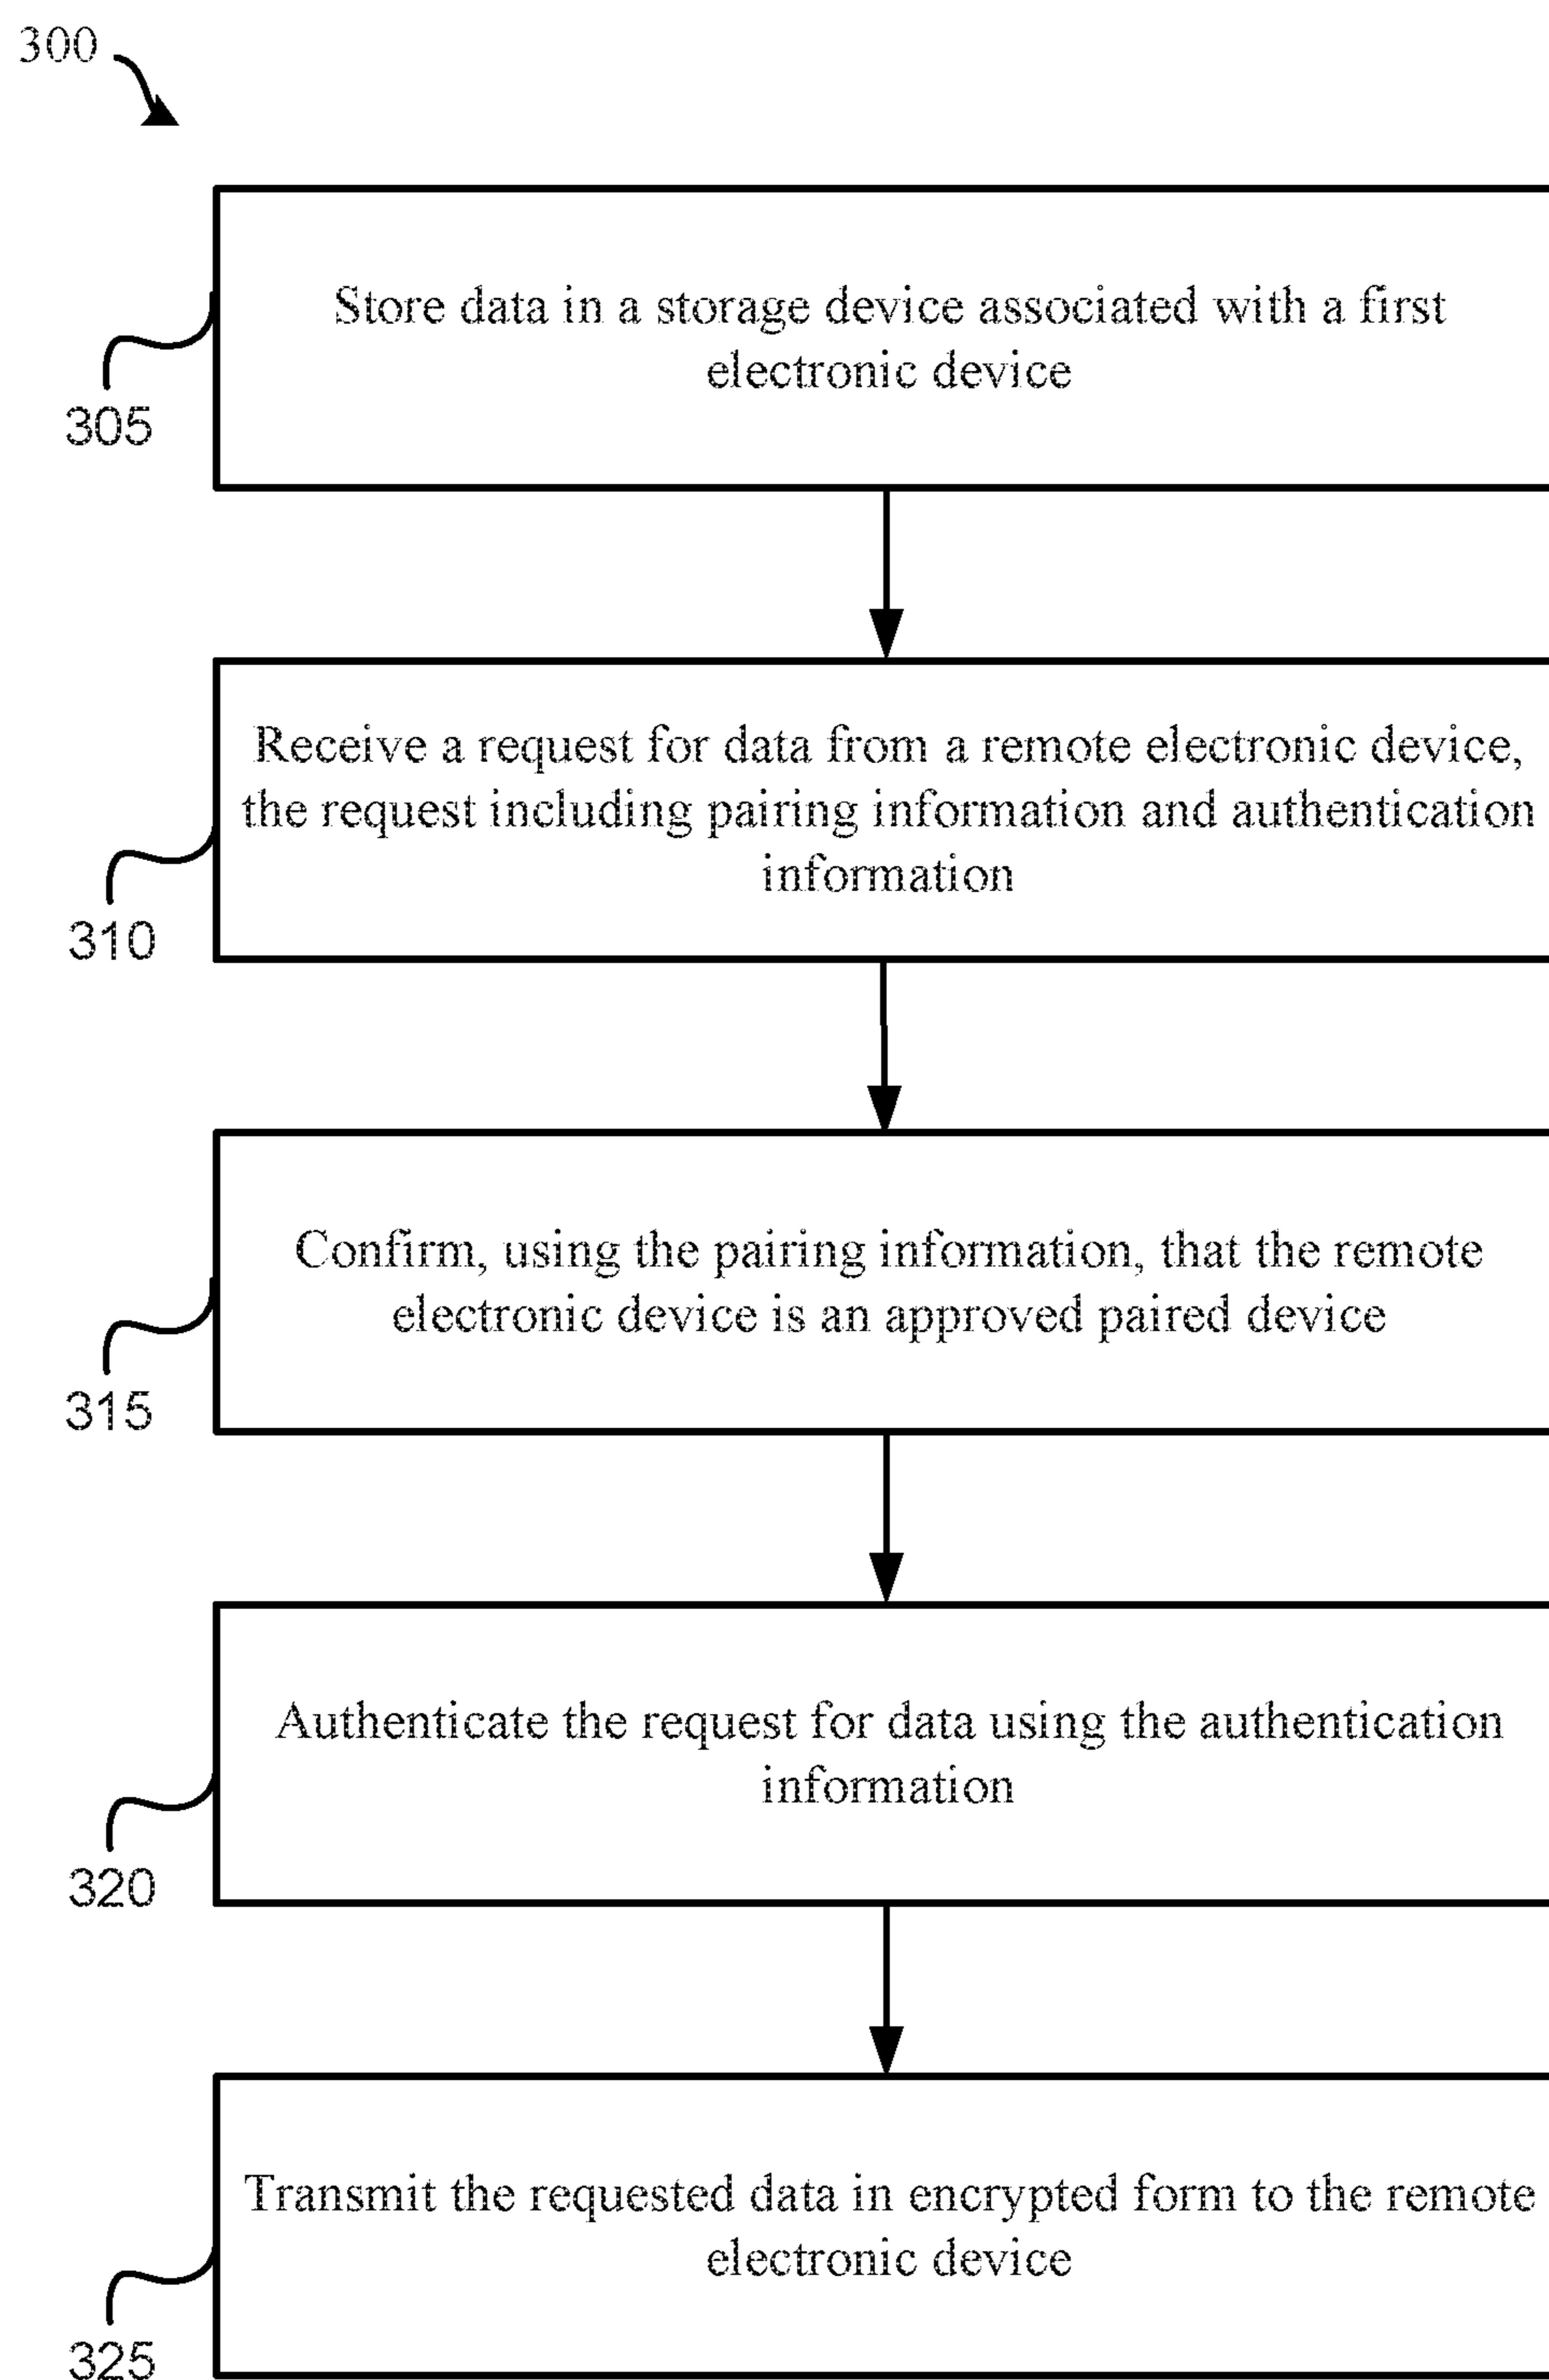 300
Store data in a storage device associated with a first
electronic device
305
Receive a request for data from a remote electronic device,
the request including pairing information and authentication
information
310
Confirm, using the pairing information, that the remote
electronic device is an approved paired device
315
Authenticate the request for data using the authentication
information
320
Transmit the requested data in encrypted form to the remote
electronic device
325